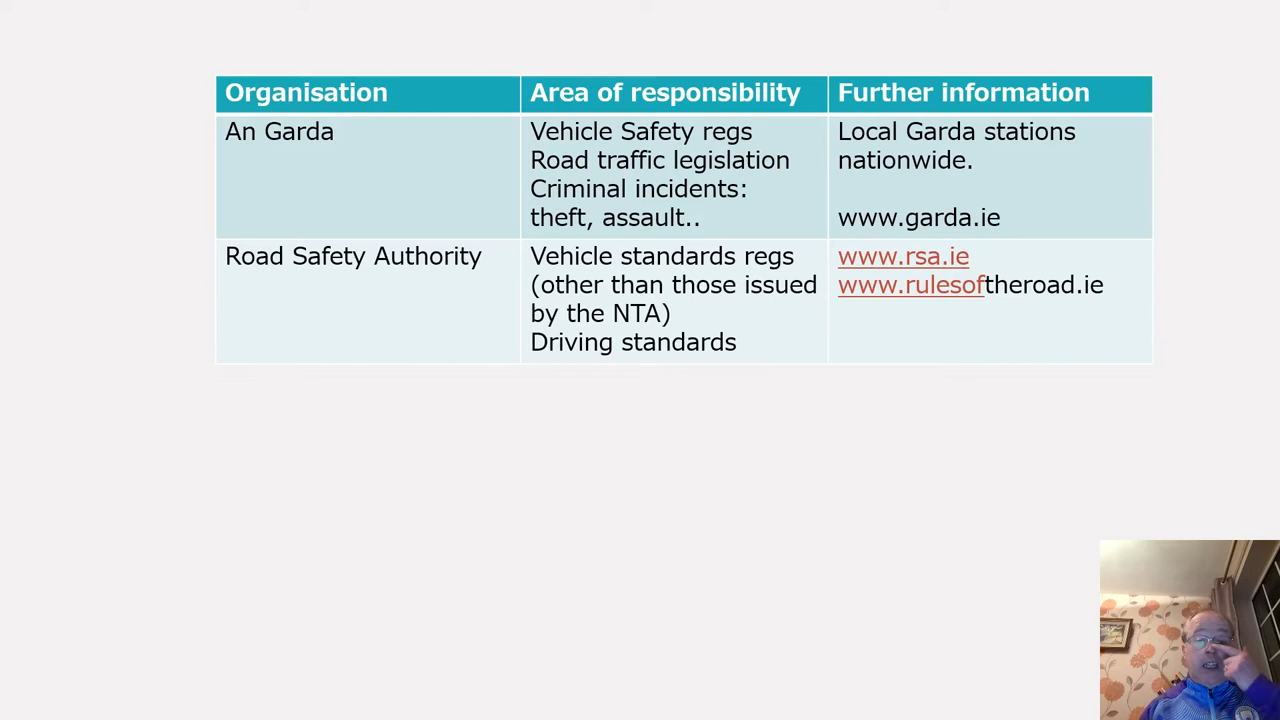 Organisation
Area of responsibility
Further information
An Garda
Vehicle Safety regs
Road traffic legislation
Criminal incidents:
theft, assault..
Local Garda stations
nationwide.
www.garda.ie
Road Safety Authority
Vehicle standards regs
(other than those issued
by the NTA)
Driving standards
www.rsa.ie
www.rulesoftheroad.ie